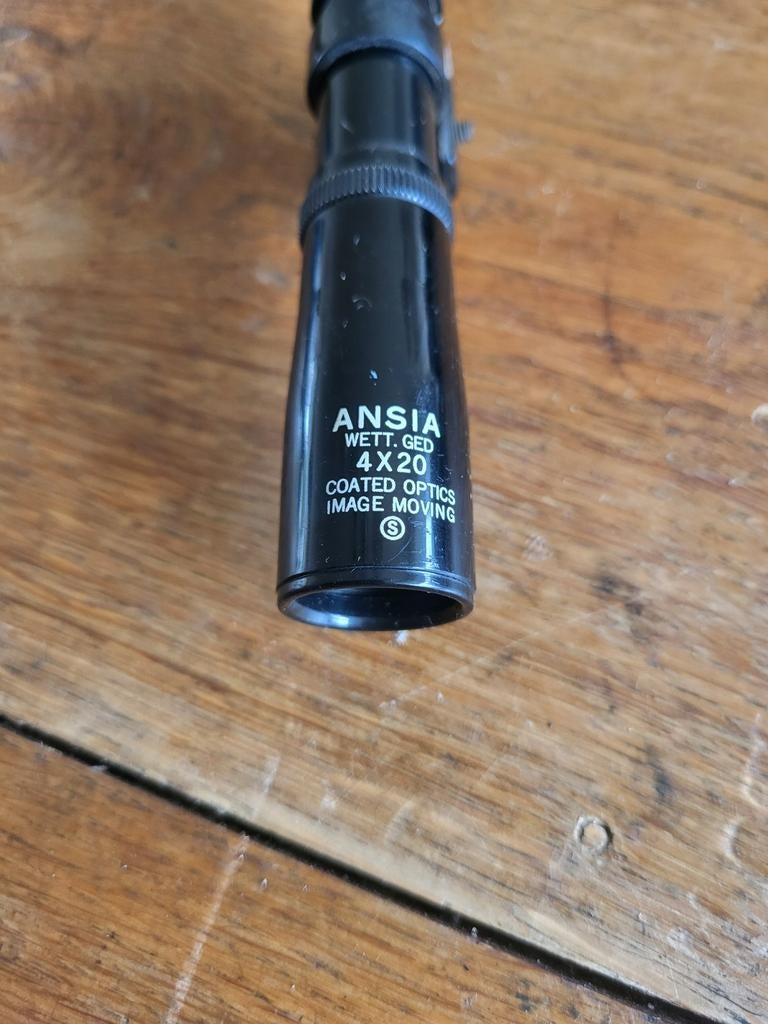 ANSIA
WETT. GED
4X20
COATED OPTICS
IMAGE MOVING
Ⓢ